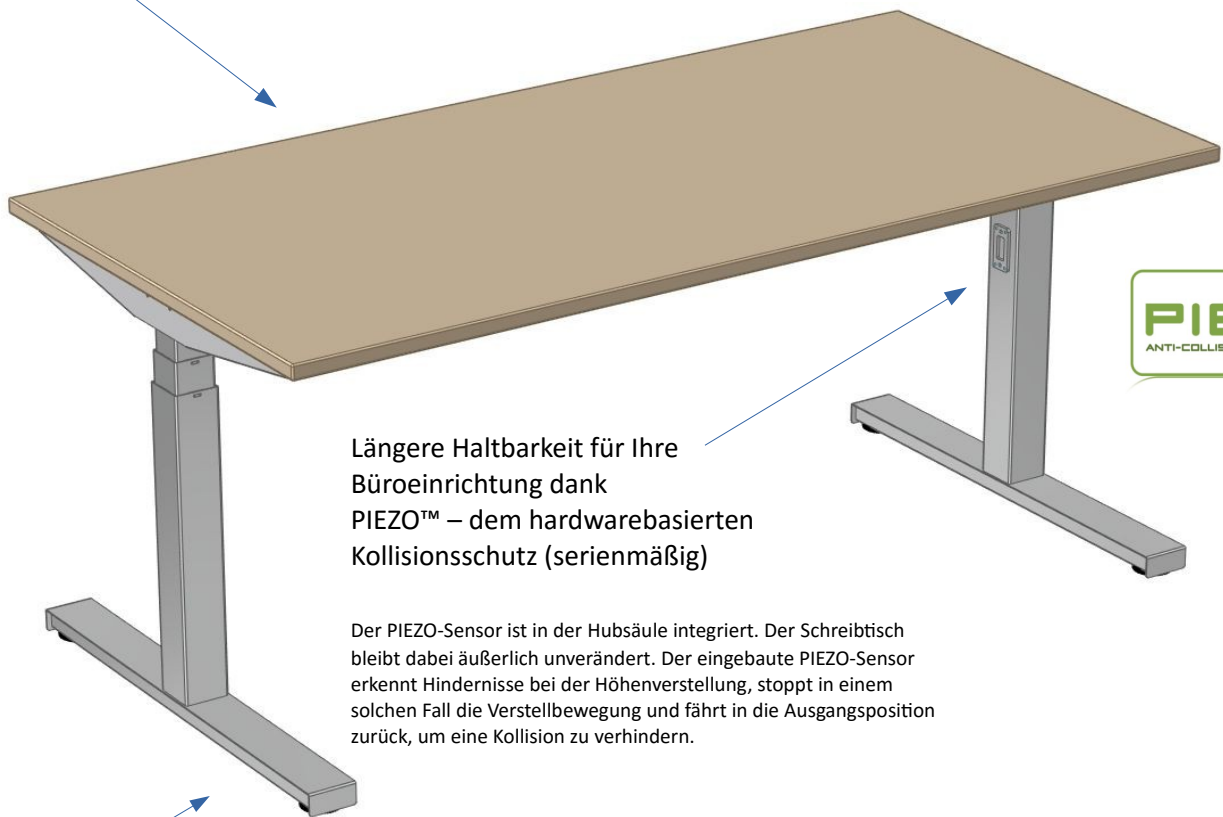 Längere Haltbarkeit für Ihre
Büroeinrichtung dank
PIEZO™ – dem hardwarebasierten
Kollisionsschutz (serienmäßig)
Der PIEZO-Sensor ist in der Hubsäule integriert. Der Schreibtisch
bleibt dabei äußerlich unverändert. Der eingebaute PIEZO-Sensor
erkennt Hindernisse bei der Höhenverstellung, stoppt in einem
solchen Fall die Verstellbewegung und fährt in die Ausgangsposition
zurück, um eine Kollision zu verhindern.